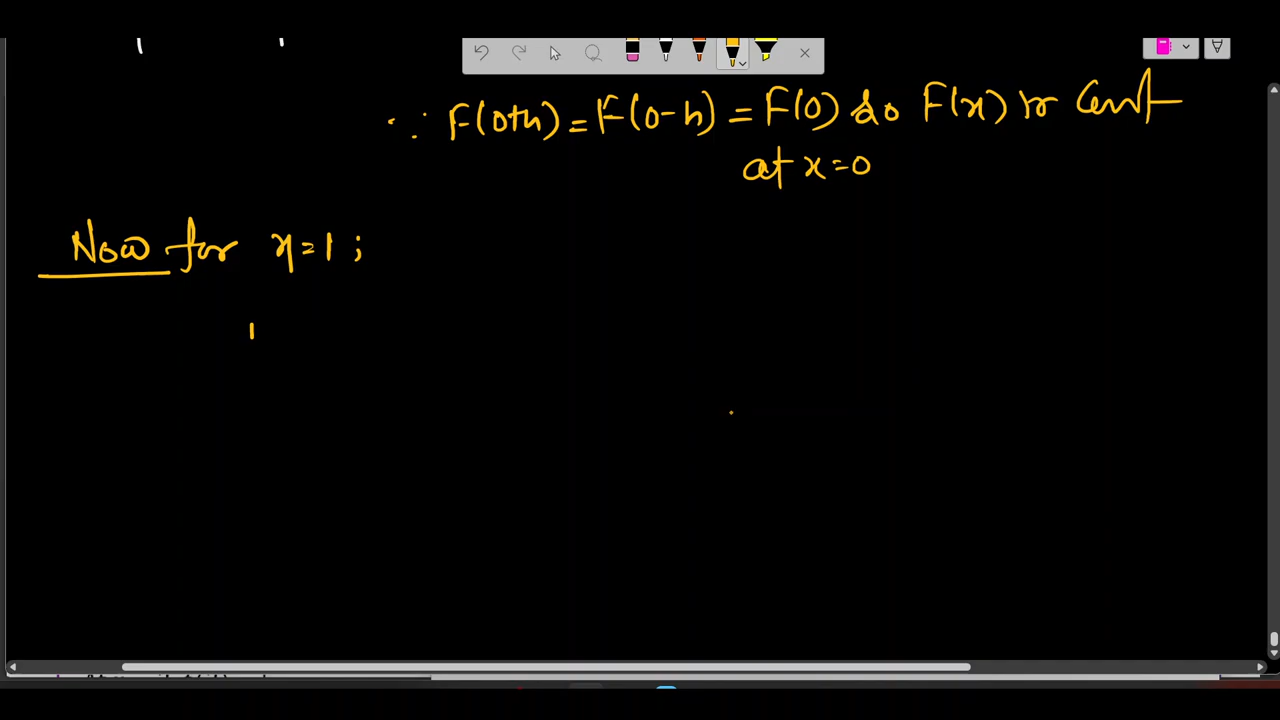 ∵ F(0+h) = F(0-h) = F(0) so F(x) is Cont
at x=0
Now for x=1 ;